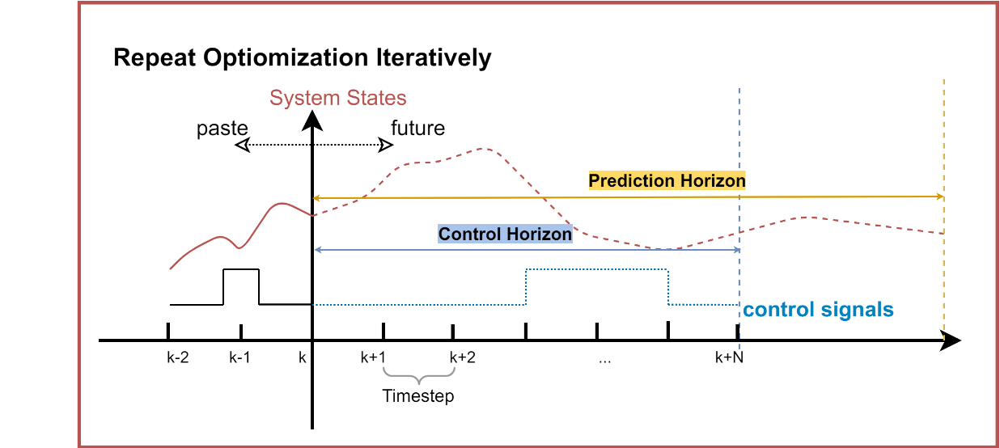 Repeat Optiomization Iteratively
System States
paste
future
Prediction Horizon
Control Horizon
control signals
k-2
k-1
k
k+1
k+2
...
k+N
Timestep